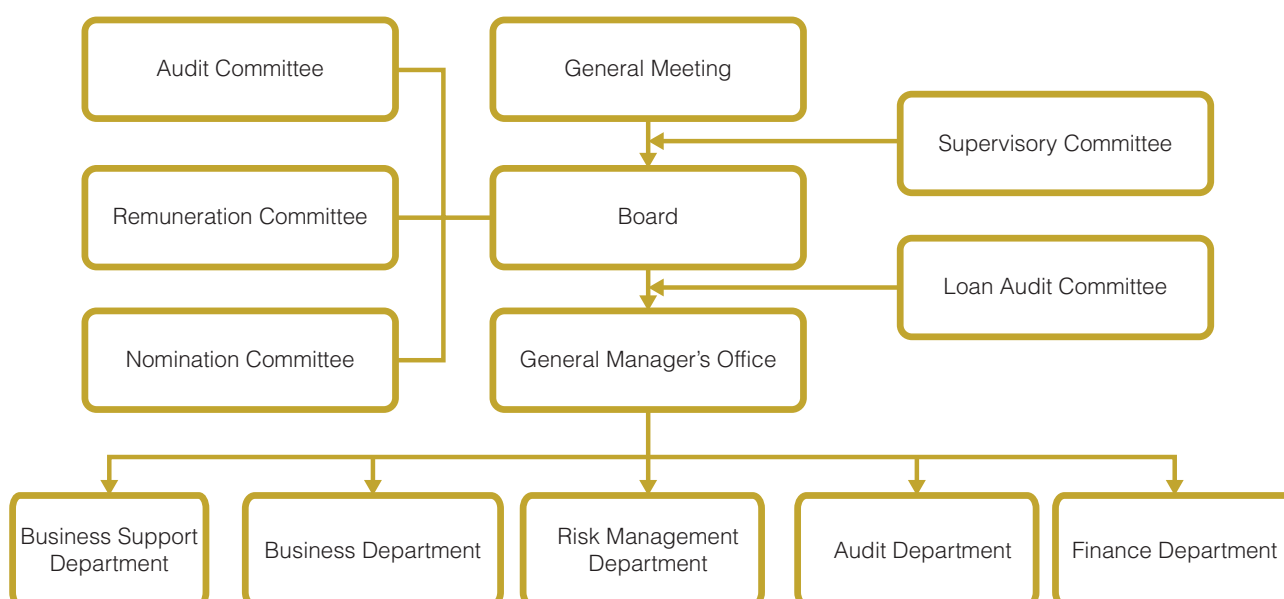 Audit Committee
General Meeting
Supervisory Committee
Remuneration Committee
Board
Loan Audit Committee
Nomination Committee
General Manager’s Office
Business Support
Department
Business Department
Risk Management
Department
Audit Department
Finance Department